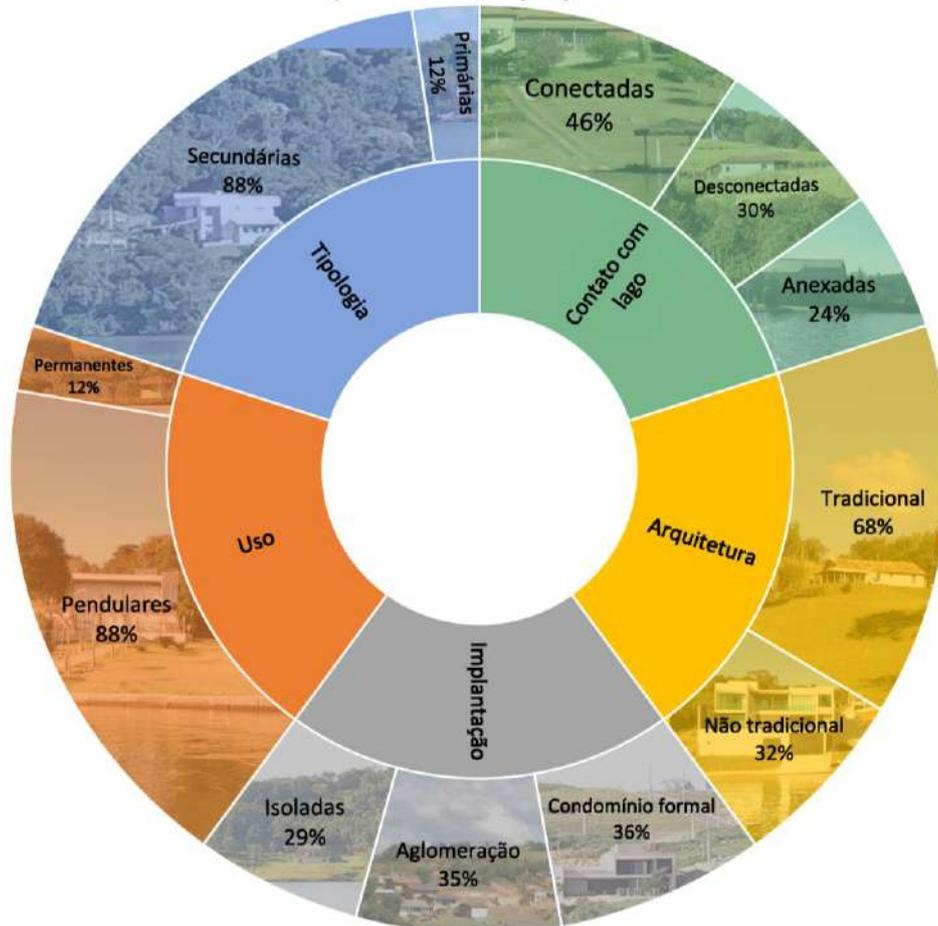 Primárias
12%
Secundárias
88%
Conectadas
46%
Desconectadas
30%
Anexadas
24%
Tipologia
Contato com
lago
Permanentes
12%
Pendulares
88%
Uso
Arquitetura
Tradicional
68%
Não tradicional
32%
Implantação
Isoladas
29%
Aglomeração
35%
Condomínio formal
36%